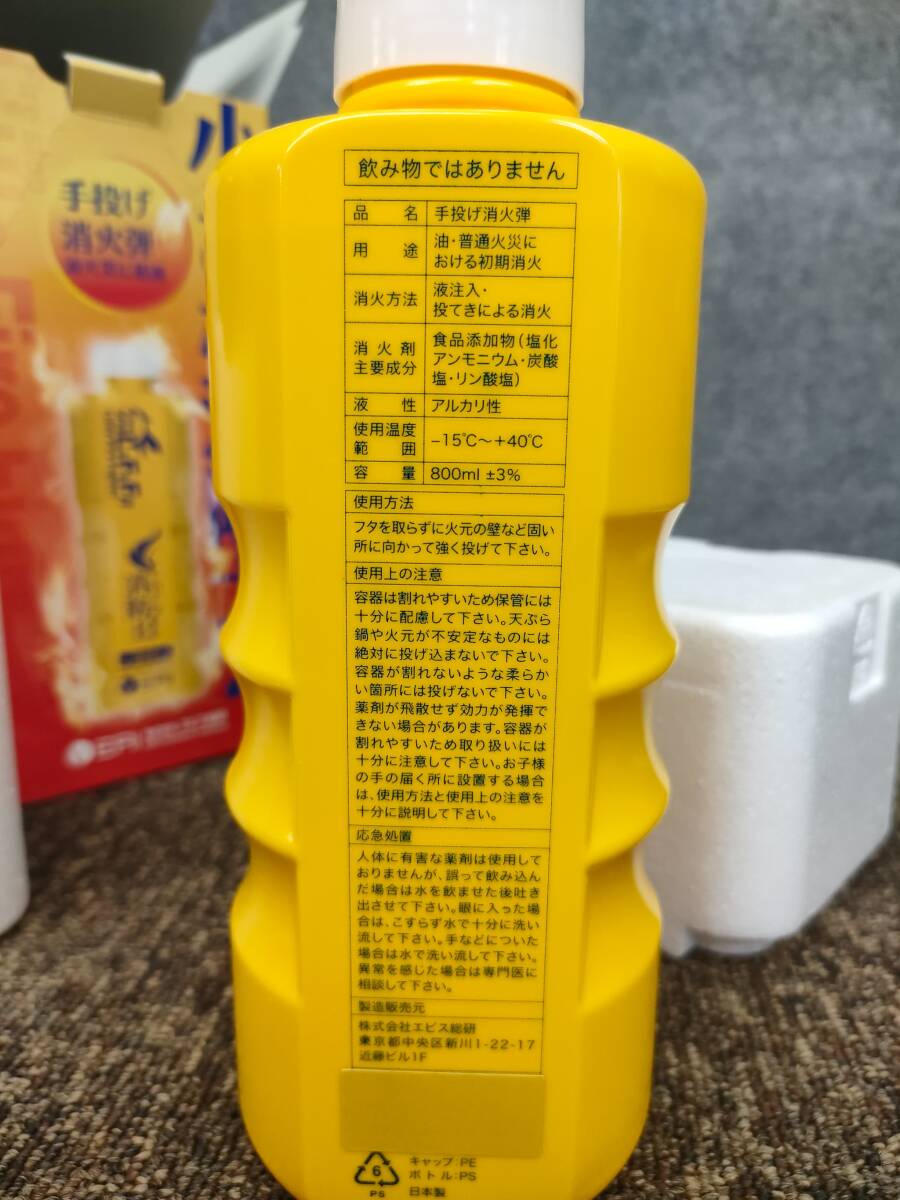 手投げ
消火弾
小
飲み物ではありません
品名 手投げ消火弾
用途 油・普通火災に
おける初期消火
消火方法 液注入・
投てきによる消火
消火剤
主要成分 食品添加物(塩化
アンモニウム・炭酸
塩・リン酸塩)
液性 アルカリ性
使用温度
範囲 −15℃〜+40℃
容量 800ml ±3%
使用方法
フタを取らずに火元の壁など固い
所に向かって強く投げて下さい。
使用上の注意
容器は割れやすいため保管には
十分に配慮して下さい。天ぷら
鍋や火元が不安定なものには
絶対に投げ込まないで下さい。
容器が割れないような柔らか
い箇所には投げないで下さい。
薬剤が飛散せず効力が発揮で
きない場合があります。容器が
割れやすいため取り扱いには
十分に注意して下さい。お子様
の手の届く所に設置する場合
は、使用方法と使用上の注意を
十分に説明して下さい。
応急処置
人体に有害な薬剤は使用して
おりませんが、誤って飲み込ん
だ場合は水を飲ませた後吐き
出させて下さい。眼に入った場
合は、こすらず水で十分に洗い
流して下さい。手などについた
場合は水で洗い流して下さい。
異常を感じた場合は専門医に
相談して下さい。
製造販売元
株式会社エビス総研
東京都中央区新川1-22-17
近藤ビル1F
6
PS
キャップ:PE
ボトル:PS
日本製